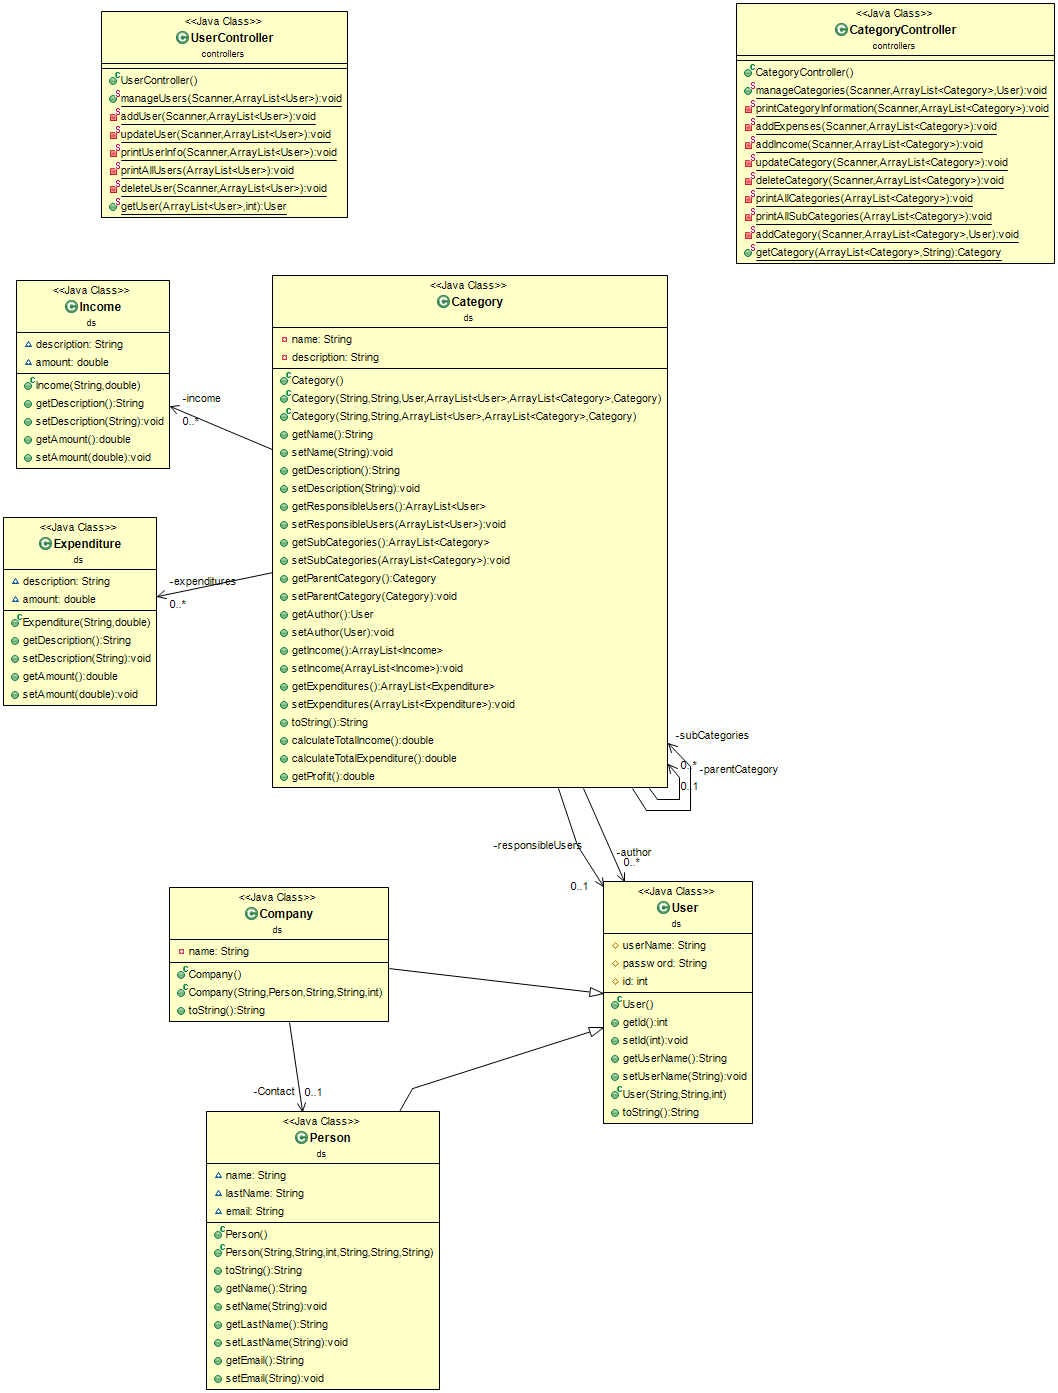 <<Java Class>>
UserController
controllers
UserController()
manageUsers(Scanner,ArrayList<User>):void
addUser(Scanner,ArrayList<User>):void
updateUser(Scanner,ArrayList<User>):void
printUserInfo(Scanner,ArrayList<User>):void
printAllUsers(ArrayList<User>):void
deleteUser(Scanner,ArrayList<User>):void
getUser(ArrayList<User>,int):User
<<Java Class>>
CategoryController
controllers
CategoryController()
manageCategories(Scanner,ArrayList<Category>,User):void
printCategoryInformation(Scanner,ArrayList<Category>):void
addExpenses(Scanner,ArrayList<Category>):void
addIncome(Scanner,ArrayList<Category>):void
updateCategory(Scanner,ArrayList<Category>):void
deleteCategory(Scanner,ArrayList<Category>):void
printAllCategories(ArrayList<Category>):void
printAllSubCategories(ArrayList<Category>):void
addCategory(Scanner,ArrayList<Category>,User):void
getCategory(ArrayList<Category>,String):Category
<<Java Class>>
Income
ds
description: String
amount: double
Income(String,double)
getDescription():String
setDescription(String):void
getAmount():double
setAmount(double):void
-income
0..*
<<Java Class>>
Category
ds
name: String
description: String
Category()
Category(String,String,User,ArrayList<User>,ArrayList<Category>,Category)
Category(String,String,ArrayList<User>,ArrayList<Category>,Category)
getName():String
setName(String):void
getDescription():String
setDescription(String):void
getResponsibleUsers():ArrayList<User>
setResponsibleUsers(ArrayList<User>):void
getSubCategories():ArrayList<Category>
setSubCategories(ArrayList<Category>):void
getParentCategory():Category
setParentCategory(Category):void
getAuthor():User
setAuthor(User):void
getIncome():ArrayList<Income>
setIncome(ArrayList<Income>):void
getExpenditures():ArrayList<Expenditure>
setExpenditures(ArrayList<Expenditure>):void
toString():String
calculateTotalIncome():double
calculateTotalExpenditure():double
getProfit():double
<<Java Class>>
Expenditure
ds
description: String
amount: double
Expenditure(String,double)
getDescription():String
setDescription(String):void
getAmount():double
setAmount(double):void
-expenditures
0..*
-subCategories
0..*
-parentCategory
0..1
-responsibleUsers
0..1
-author
0..*
<<Java Class>>
Company
ds
name: String
Company()
Company(String,Person,String,String,int)
toString():String
<<Java Class>>
User
ds
userName: String
password: String
id: int
User()
getId():int
setId(int):void
getUserName():String
setUserName(String):void
User(String,String,int)
toString():String
-Contact
0..1
<<Java Class>>
Person
ds
name: String
lastName: String
email: String
Person()
Person(String,String,int,String,String,String)
toString():String
getName():String
setName(String):void
getLastName():String
setLastName(String):void
getEmail():String
setEmail(String):void